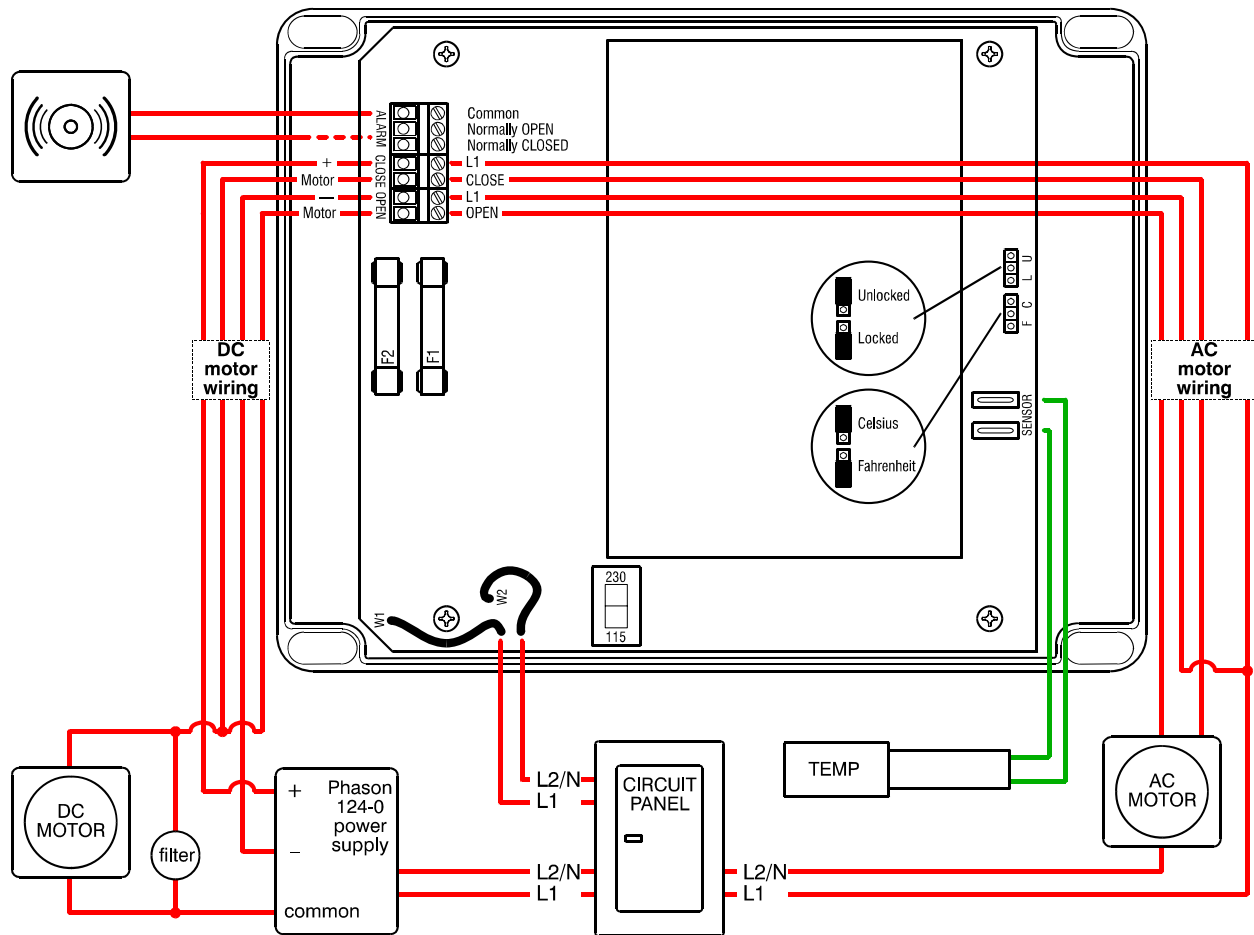 ALARM
CLOSE
OPEN
Common
Normally OPEN
Normally CLOSED
+
L1
Motor
CLOSE
—
L1
Motor
OPEN
U
L
C
F
Unlocked
Locked
Celsius
Fahrenheit
SENSOR
F2
F1
DC
motor
wiring
AC
motor
wiring
W1
W2
230
115
L2/N
L1
CIRCUIT
PANEL
TEMP
AC
MOTOR
DC
MOTOR
filter
+
Phason
124-0
power
supply
–
common
L2/N
L1
L2/N
L1